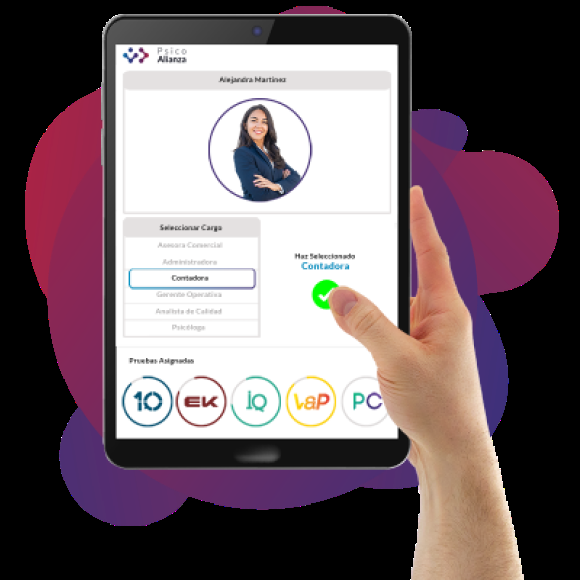 Psico
Alianza
Alejandra Martinez
Seleccionar Cargo
Asesora Comercial
Administradora
Contadora
Gerente Operativa
Analista de Calidad
Psicóloga
Haz Seleccionado
Contadora
Pruebas Asignadas
10
EK
IQ
VaP
PC